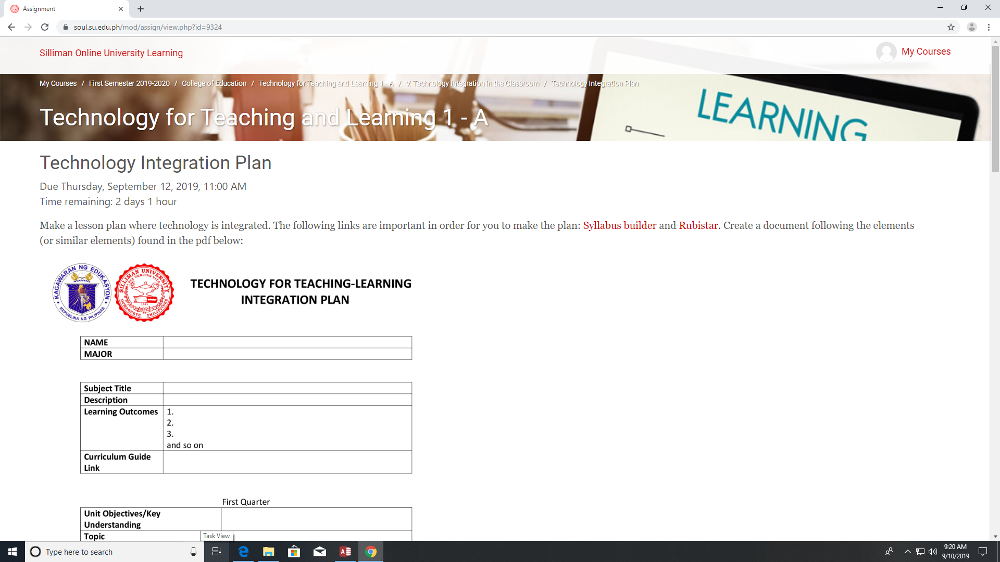 Assignment
soul.su.edu.ph/mod/assign/view.php?id=9324
Silliman Online University Learning
My Courses
My Courses / First Semester 2019-2020 / College of Education / Technology for Teaching and Learning 1 - A / V. Technology Integration in the Classroom / Technology Integration Plan
LEARNING
Technology for Teaching and Learning 1 - A
Technology Integration Plan
Due Thursday, September 12, 2019, 11:00 AM
Time remaining: 2 days 1 hour
Make a lesson plan where technology is integrated. The following links are important in order for you to make the plan: Syllabus builder and Rubistar. Create a document following the elements
(or similar elements) found in the pdf below:
KAGAWARAN NG EDUKASYON
REPUBLIKA NG PILIPINAS
SILLIMAN UNIVERSITY
VIA VERITAS VITA
1901
DUMAGUETE PHILIPPINES
TECHNOLOGY FOR TEACHING-LEARNING
INTEGRATION PLAN
NAME
MAJOR
Subject Title
Description
Learning Outcomes 1.
2.
3.
and so on
Curriculum Guide
Link
First Quarter
Unit Objectives/Key
Understanding
Topic
Task View
Type here to search
9:20 AM
9/10/2019